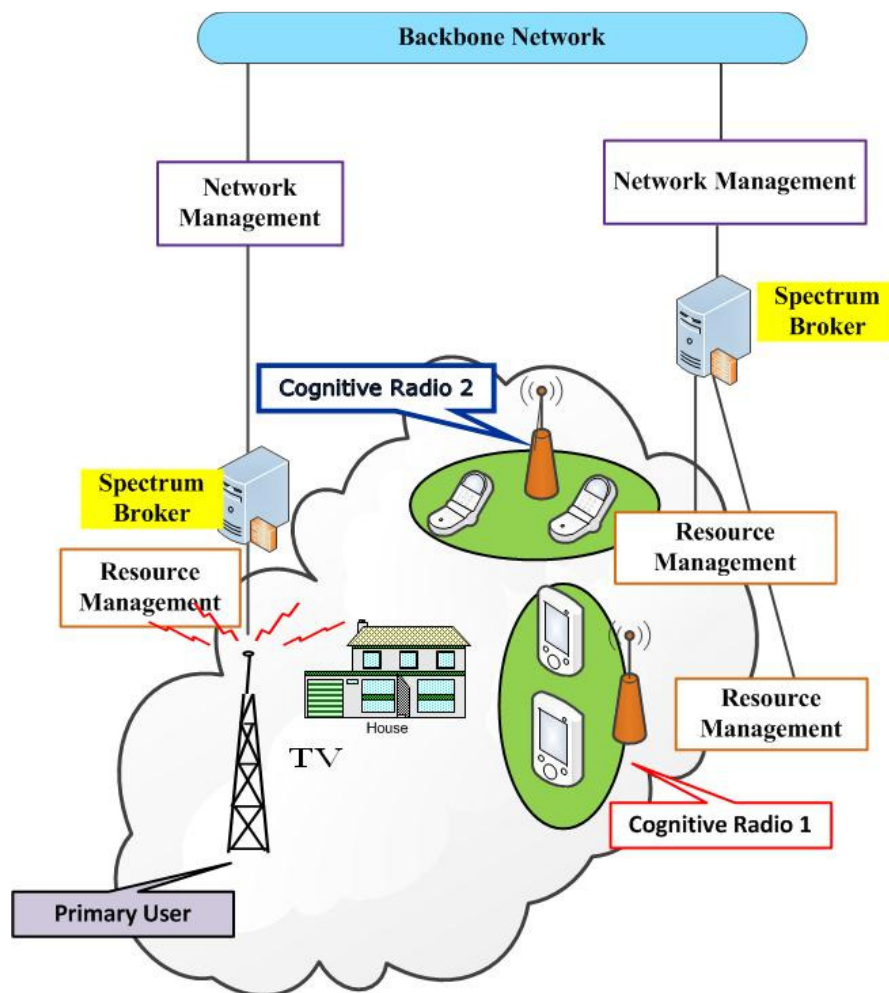 Backbone Network
Network
Management
Network Management
Spectrum
Broker
Cognitive Radio 2
Spectrum
Broker
Resource
Management
Resource
Management
House
TV
Resource
Management
Cognitive Radio 1
Primary User